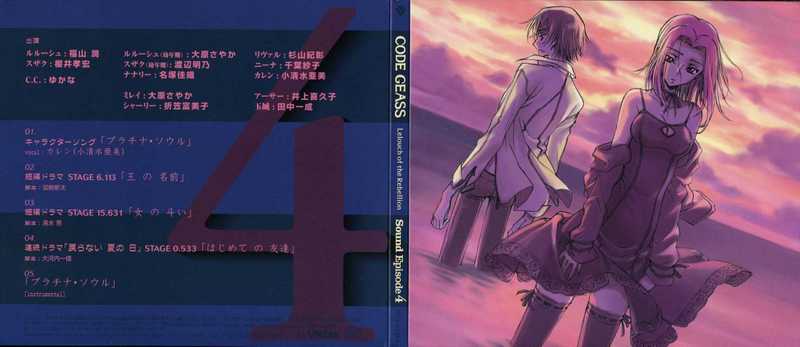 出演
ルルーシュ:福山 潤
スザク:櫻井孝宏
C.C.:ゆかな
ルルーシュ(幼年期):大原さやか
スザク(幼年期):渡辺明乃
ナナリー:名塚佳織
ミレイ:大原さやか
シャーリー:折笠富美子
リヴァル:杉山紀彰
ニーナ:千葉紗子
カレン:小清水亜美
アーサー:井上喜久子
玉城:田中一成
4
01.
キャラクターソング「プラチナ・ソウル」
vocal:カレン(小清水亜美)
02
短編ドラマ STAGE 6.113「王 の 名前」
03
短編ドラマ STAGE 15.631「女 の 斗い」
04
連続ドラマ「戻らない 夏の 日」STAGE 0.533「はじめて の 友達」
脚本:大河内一楼
05.
「プラチナ・ソウル」
[instrumental]
CODE GEASS
Lelouch of the Rebellion
Sound Episode 4